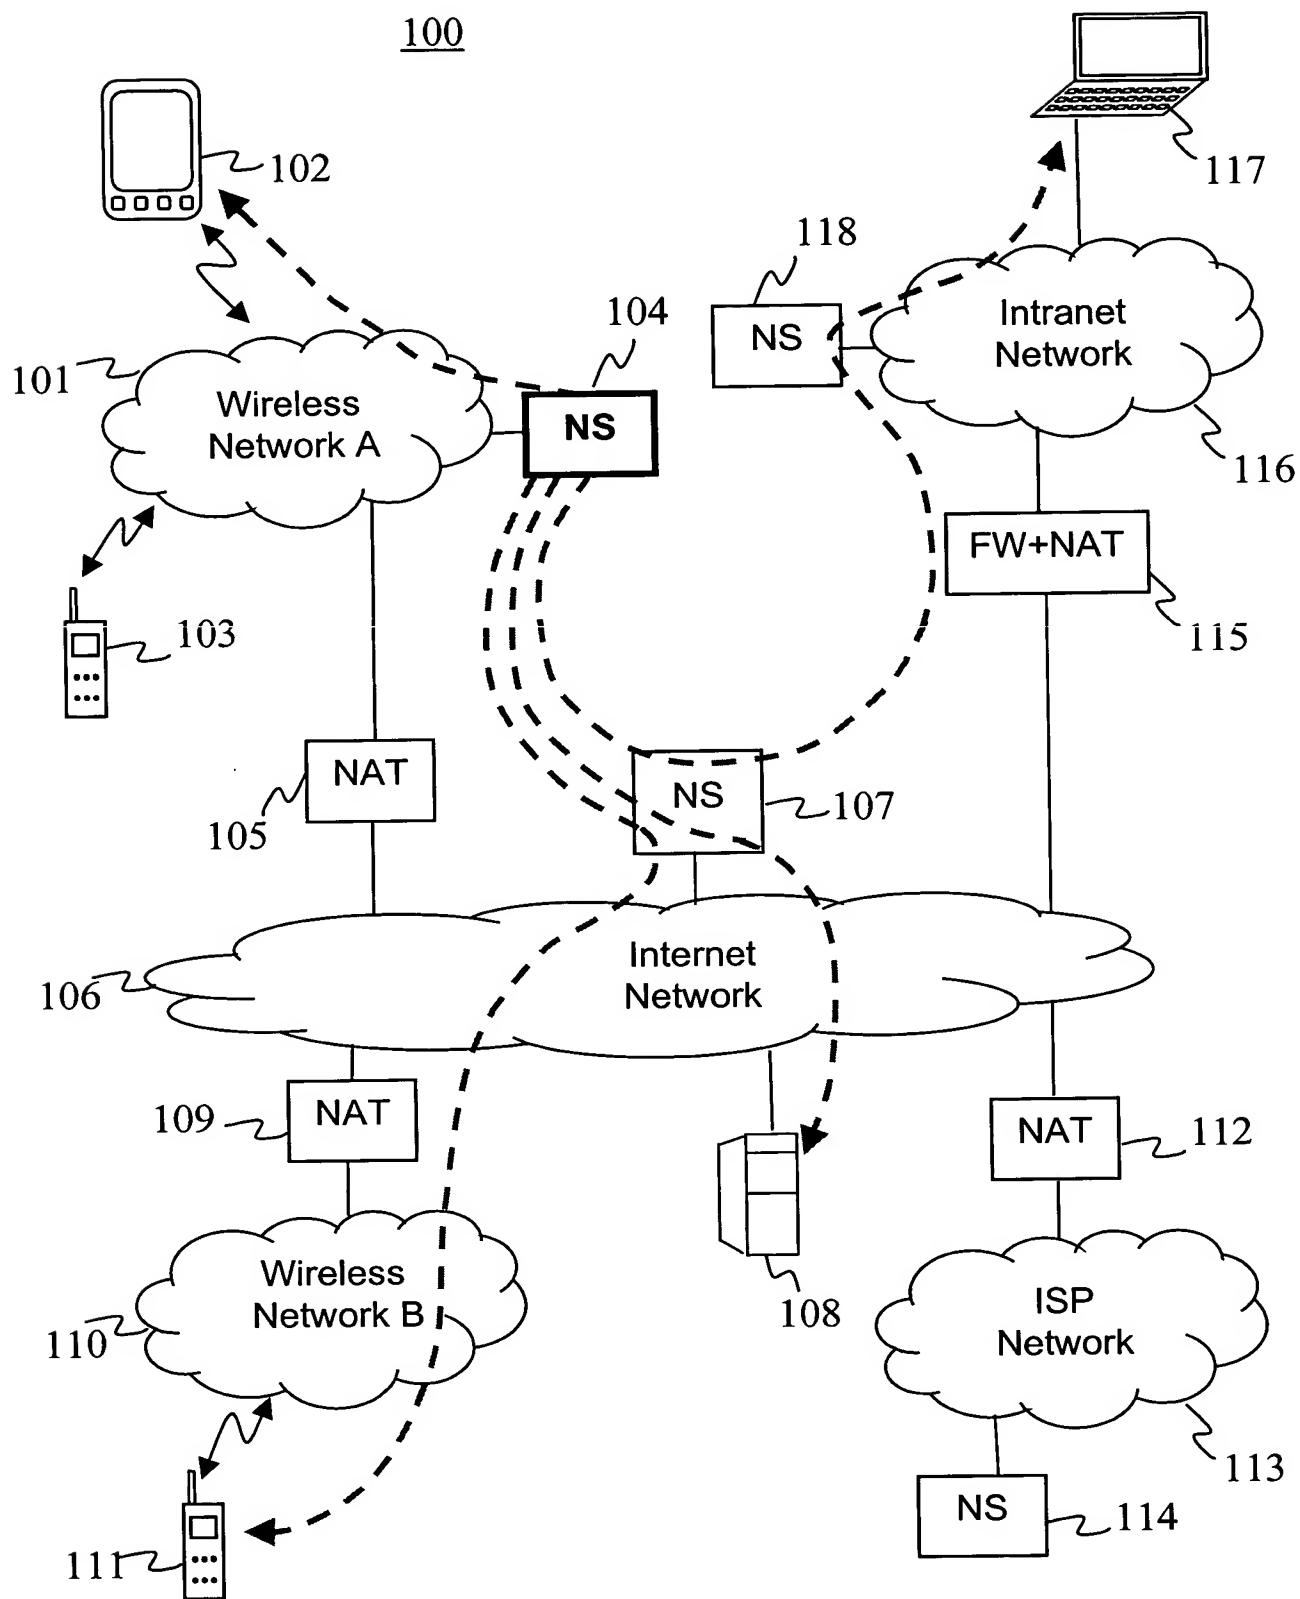 100
102
117
118
NS
Intranet
Network
104
101
Wireless
Network A
NS
116
FW+NAT
103
115
NAT
NS
105
107
Internet
Network
106
NAT
109
NAT
112
Wireless
Network B
110
108
ISP
Network
113
NS
114
111